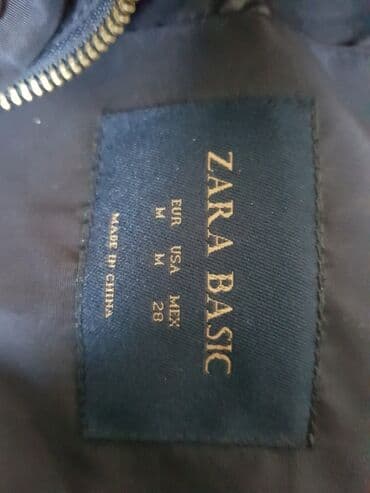 ZARA BASIC
EUR USA MEX
M M 28
MADE IN CHINA